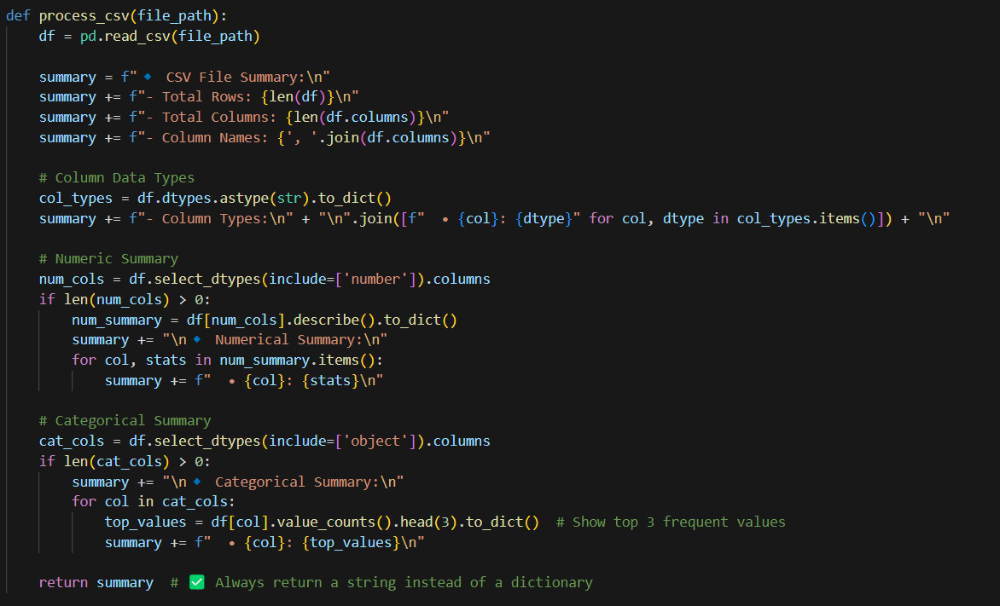 def process_csv(file_path):
    df = pd.read_csv(file_path)

    summary = f"🔹 CSV File Summary:\n"
    summary += f"- Total Rows: {len(df)}\n"
    summary += f"- Total Columns: {len(df.columns)}\n"
    summary += f"- Column Names: {', '.join(df.columns)}\n"

    # Column Data Types
    col_types = df.dtypes.astype(str).to_dict()
    summary += f"- Column Types:\n" + "\n".join([f"  • {col}: {dtype}" for col, dtype in col_types.items()]) + "\n"

    # Numeric Summary
    num_cols = df.select_dtypes(include=['number']).columns
    if len(num_cols) > 0:
        num_summary = df[num_cols].describe().to_dict()
        summary += "\n🔹 Numerical Summary:\n"
        for col, stats in num_summary.items():
            summary += f"  • {col}: {stats}\n"

    # Categorical Summary
    cat_cols = df.select_dtypes(include=['object']).columns
    if len(cat_cols) > 0:
        summary += "\n🔹 Categorical Summary:\n"
        for col in cat_cols:
            top_values = df[col].value_counts().head(3).to_dict()  # Show top 3 frequent values
            summary += f"  • {col}: {top_values}\n"

    return summary  # ✅ Always return a string instead of a dictionary